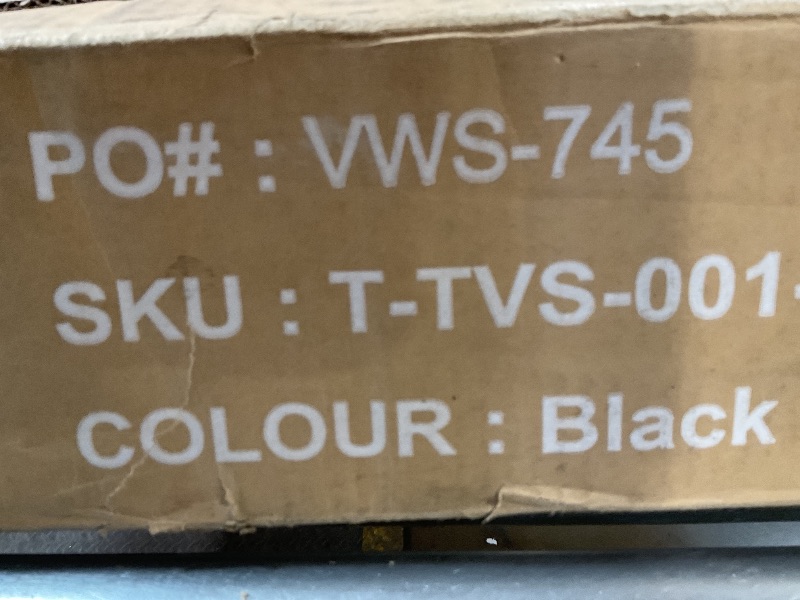 PO# : VWS-745
SKU : T-TVS-001-
COLOUR : Black